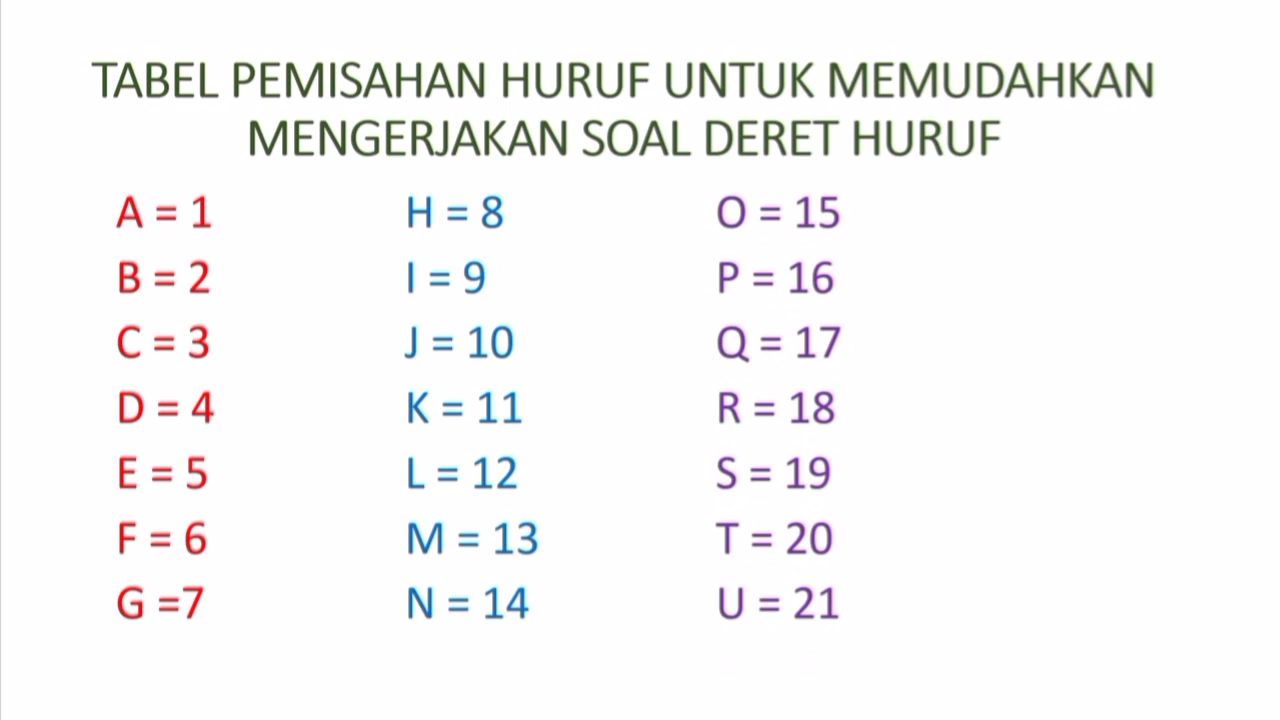 TABEL PEMISAHAN HURUF UNTUK MEMUDAHKAN
MENGERJAKAN SOAL DERET HURUF
A = 1
B = 2
C = 3
D = 4
E = 5
F = 6
G =7
H = 8
I = 9
J = 10
K = 11
L = 12
M = 13
N = 14
O = 15
P = 16
Q = 17
R = 18
S = 19
T = 20
U = 21